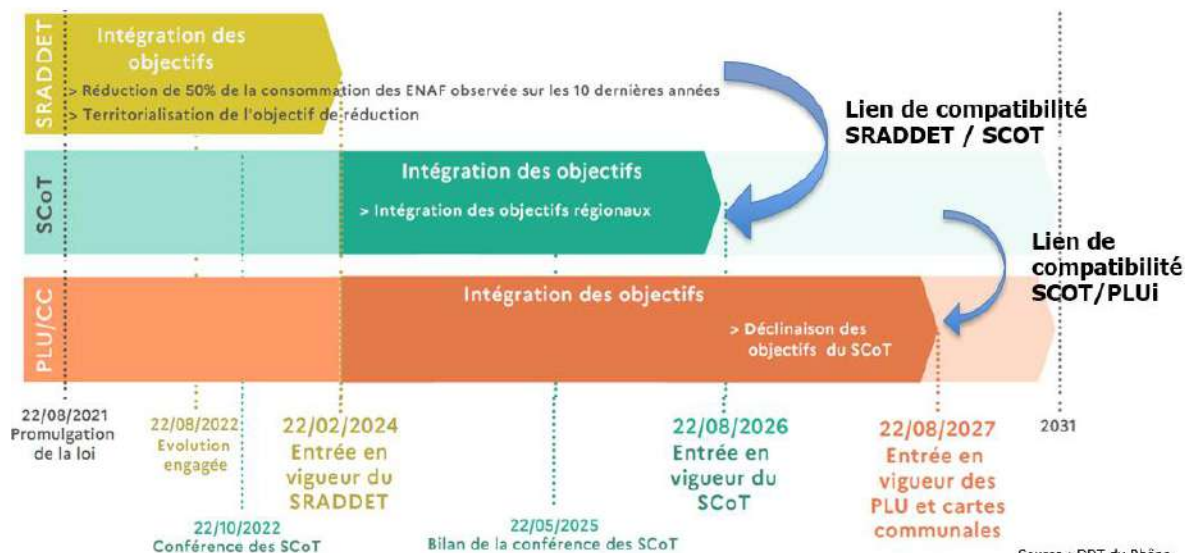 SRADDET
Intégration des
objectifs
> Réduction de 50% de la consommation des ENAF observée sur les 10 dernières années
> Territorialisation de l'objectif de réduction
Lien de compatibilité
SRADDET / SCOT
SCoT
Intégration des objectifs
> Intégration des objectifs régionaux
Lien de
compatibilité
SCOT/PLUi
PLU/CC
Intégration des objectifs
> Déclinaison des
objectifs du SCoT
22/08/2021
Promulgation
de la loi
22/08/2022
Evolution
engagée
22/10/2022
Conférence des SCoT
22/02/2024
Entrée en
vigueur du
SRADDET
22/05/2025
Bilan de la conférence des SCoT
22/08/2026
Entrée en
vigueur du
SCoT
22/08/2027
Entrée en
vigueur des
PLU et cartes
communales
2031
Source : DDT du Rhône